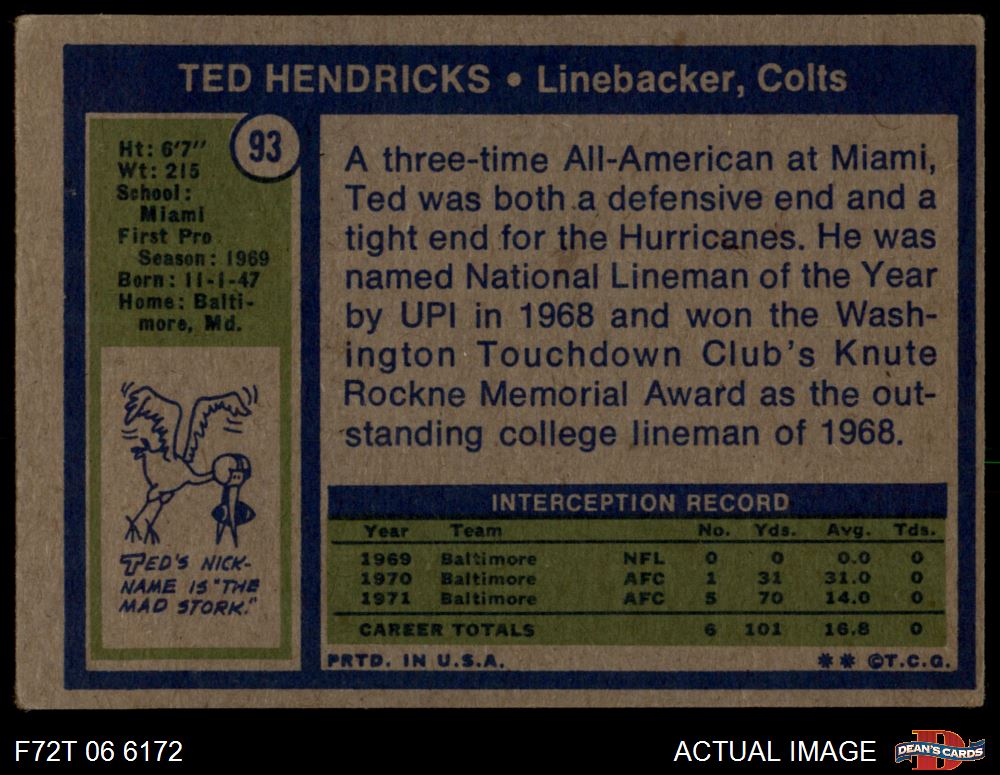 TED HENDRICKS • Linebacker, Colts
93
Ht: 6'7"
Wt: 215
School:
Miami
First Pro
Season: 1969
Born: 11-1-47
Home: Balti-
more, Md.
TED'S NICK-
NAME IS "THE
MAD STORK."
A three-time All-American at Miami,
Ted was both a defensive end and a
tight end for the Hurricanes. He was
named National Lineman of the Year
by UPI in 1968 and won the Wash-
ington Touchdown Club's Knute
Rockne Memorial Award as the out-
standing college lineman of 1968.
INTERCEPTION RECORD
Year Team No. Yds. Avg. Tds.
1969 Baltimore NFL 0 0 0.0 0
1970 Baltimore AFC 1 31 31.0 0
1971 Baltimore AFC 5 70 14.0 0
CAREER TOTALS 6 101 16.8 0
PRTD. IN U.S.A. ** ©T.C.G.
F72T 06 6172
ACTUAL IMAGE
D
DEAN'S CARDS